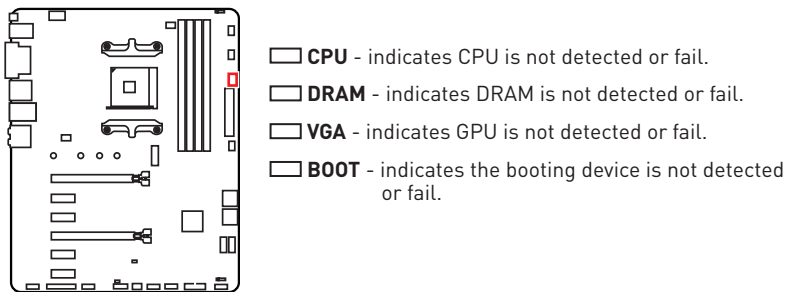 CPU - indicates CPU is not detected or fail.
DRAM - indicates DRAM is not detected or fail.
VGA - indicates GPU is not detected or fail.
BOOT - indicates the booting device is not detected
or fail.